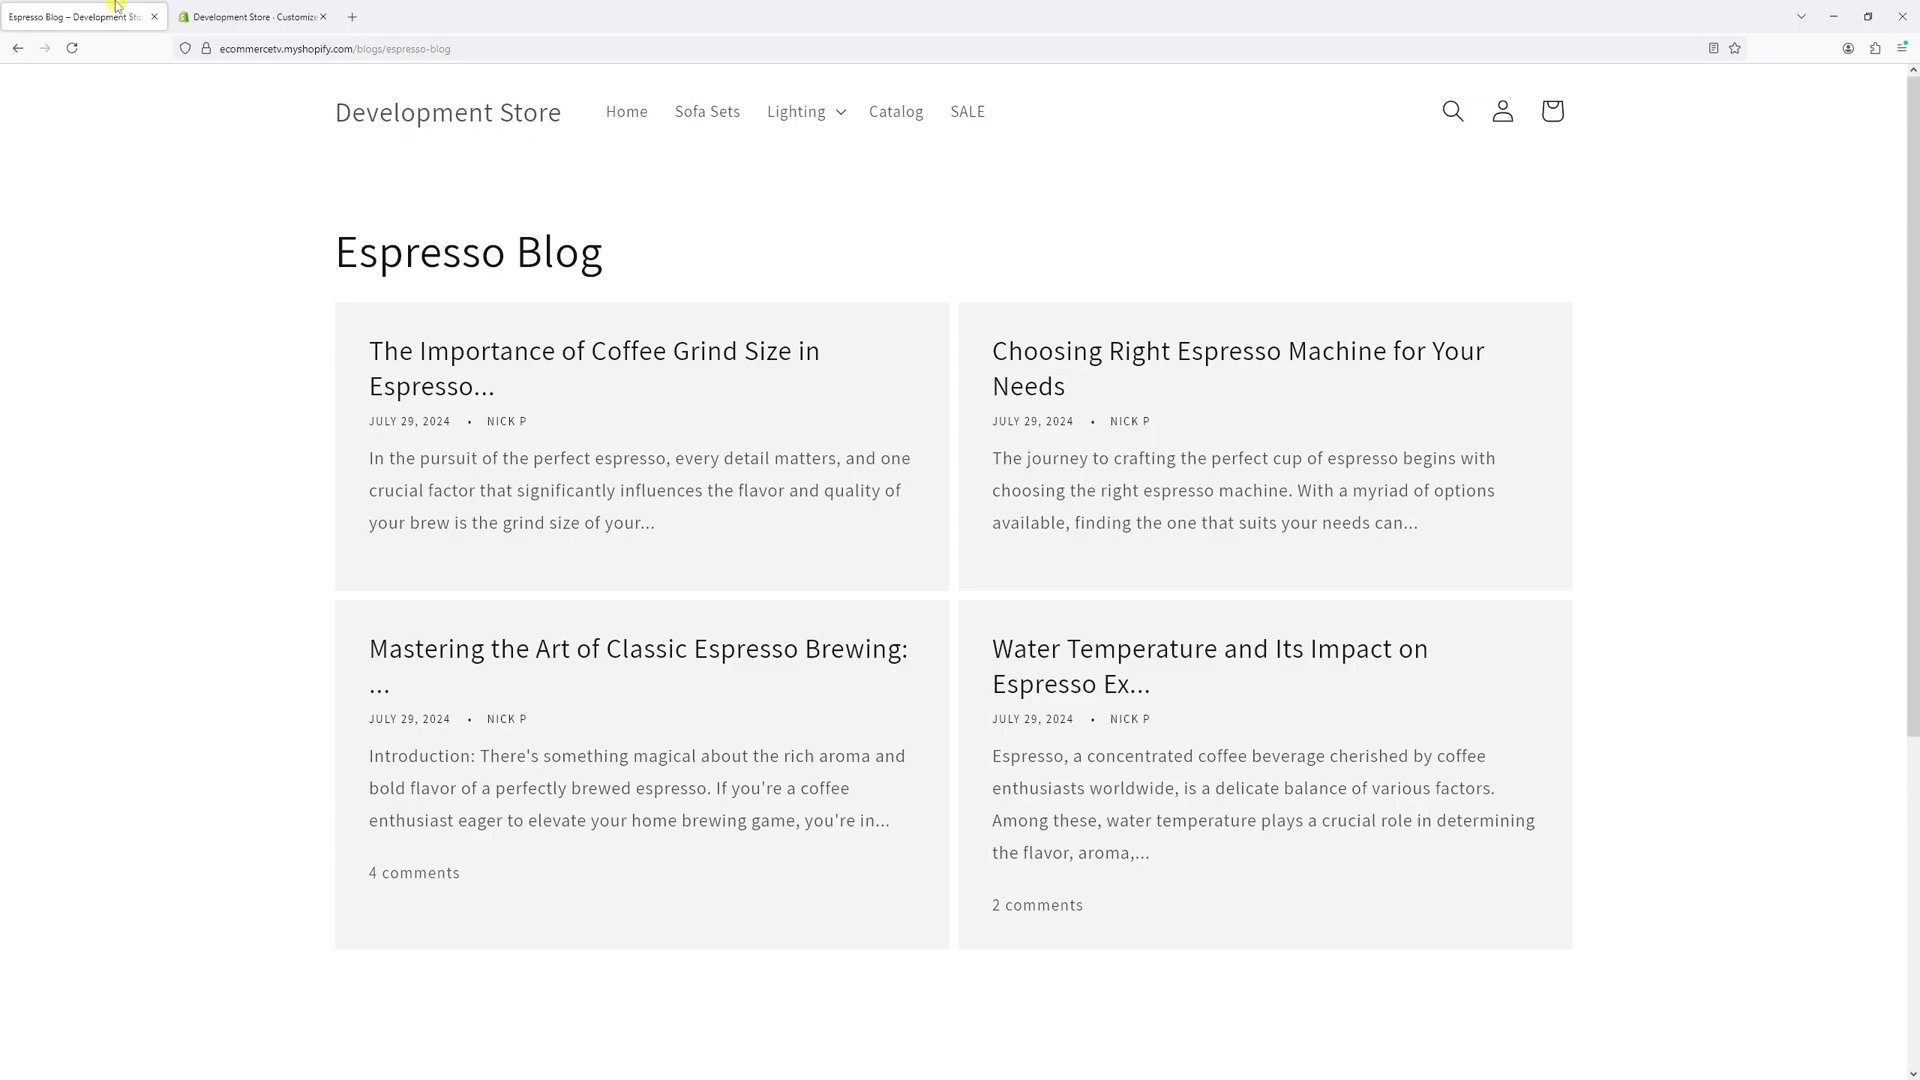 Espresso Blog – Development Sto
Development Store · Customize
ecommercetv.myshopify.com/blogs/espresso-blog
Development Store
Home
Sofa Sets
Lighting
Catalog
SALE
Espresso Blog
The Importance of Coffee Grind Size in
Espresso...
JULY 29, 2024 • NICK P
In the pursuit of the perfect espresso, every detail matters, and one
crucial factor that significantly influences the flavor and quality of
your brew is the grind size of your...
Choosing Right Espresso Machine for Your
Needs
JULY 29, 2024 • NICK P
The journey to crafting the perfect cup of espresso begins with
choosing the right espresso machine. With a myriad of options
available, finding the one that suits your needs can...
Mastering the Art of Classic Espresso Brewing:
...
JULY 29, 2024 • NICK P
Introduction: There's something magical about the rich aroma and
bold flavor of a perfectly brewed espresso. If you're a coffee
enthusiast eager to elevate your home brewing game, you're in...
4 comments
Water Temperature and Its Impact on
Espresso Ex...
JULY 29, 2024 • NICK P
Espresso, a concentrated coffee beverage cherished by coffee
enthusiasts worldwide, is a delicate balance of various factors.
Among these, water temperature plays a crucial role in determining
the flavor, aroma,...
2 comments